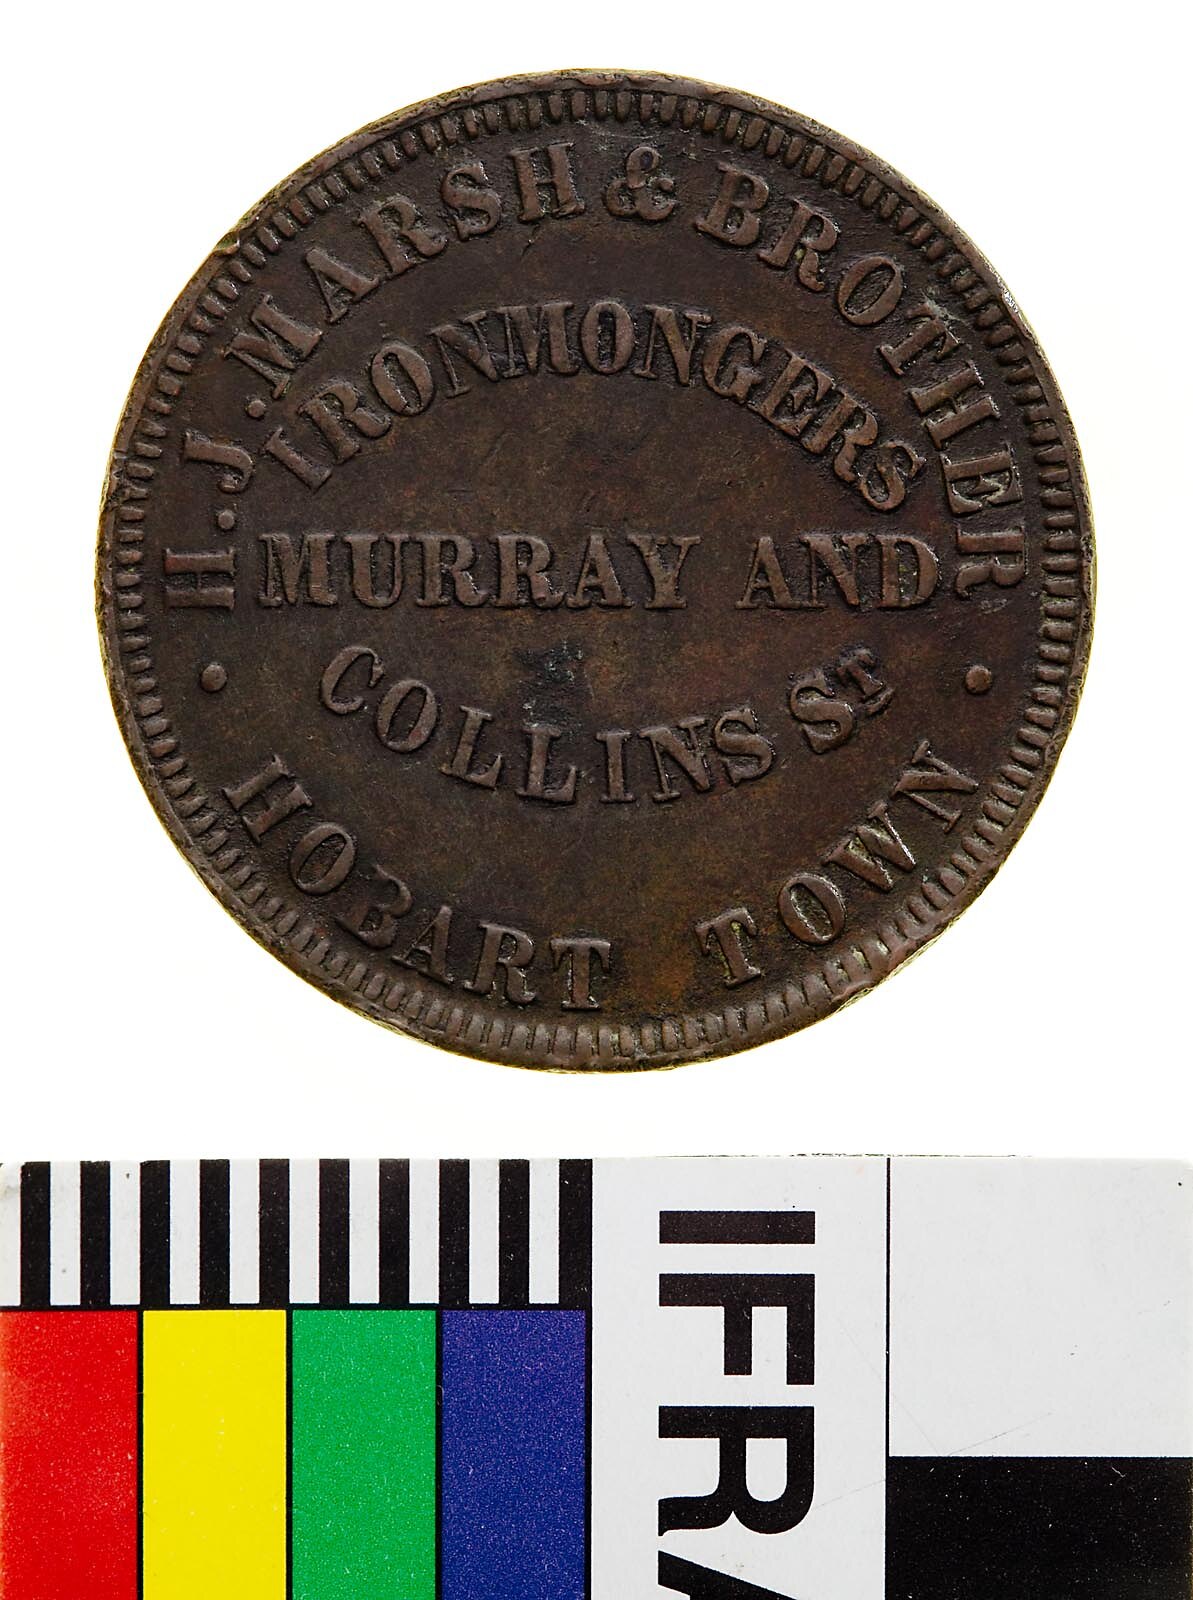 H.J.MARSH & BROTHER
IRONMONGERS
MURRAY AND
COLLINS ST
HOBART TOWN
IFRA